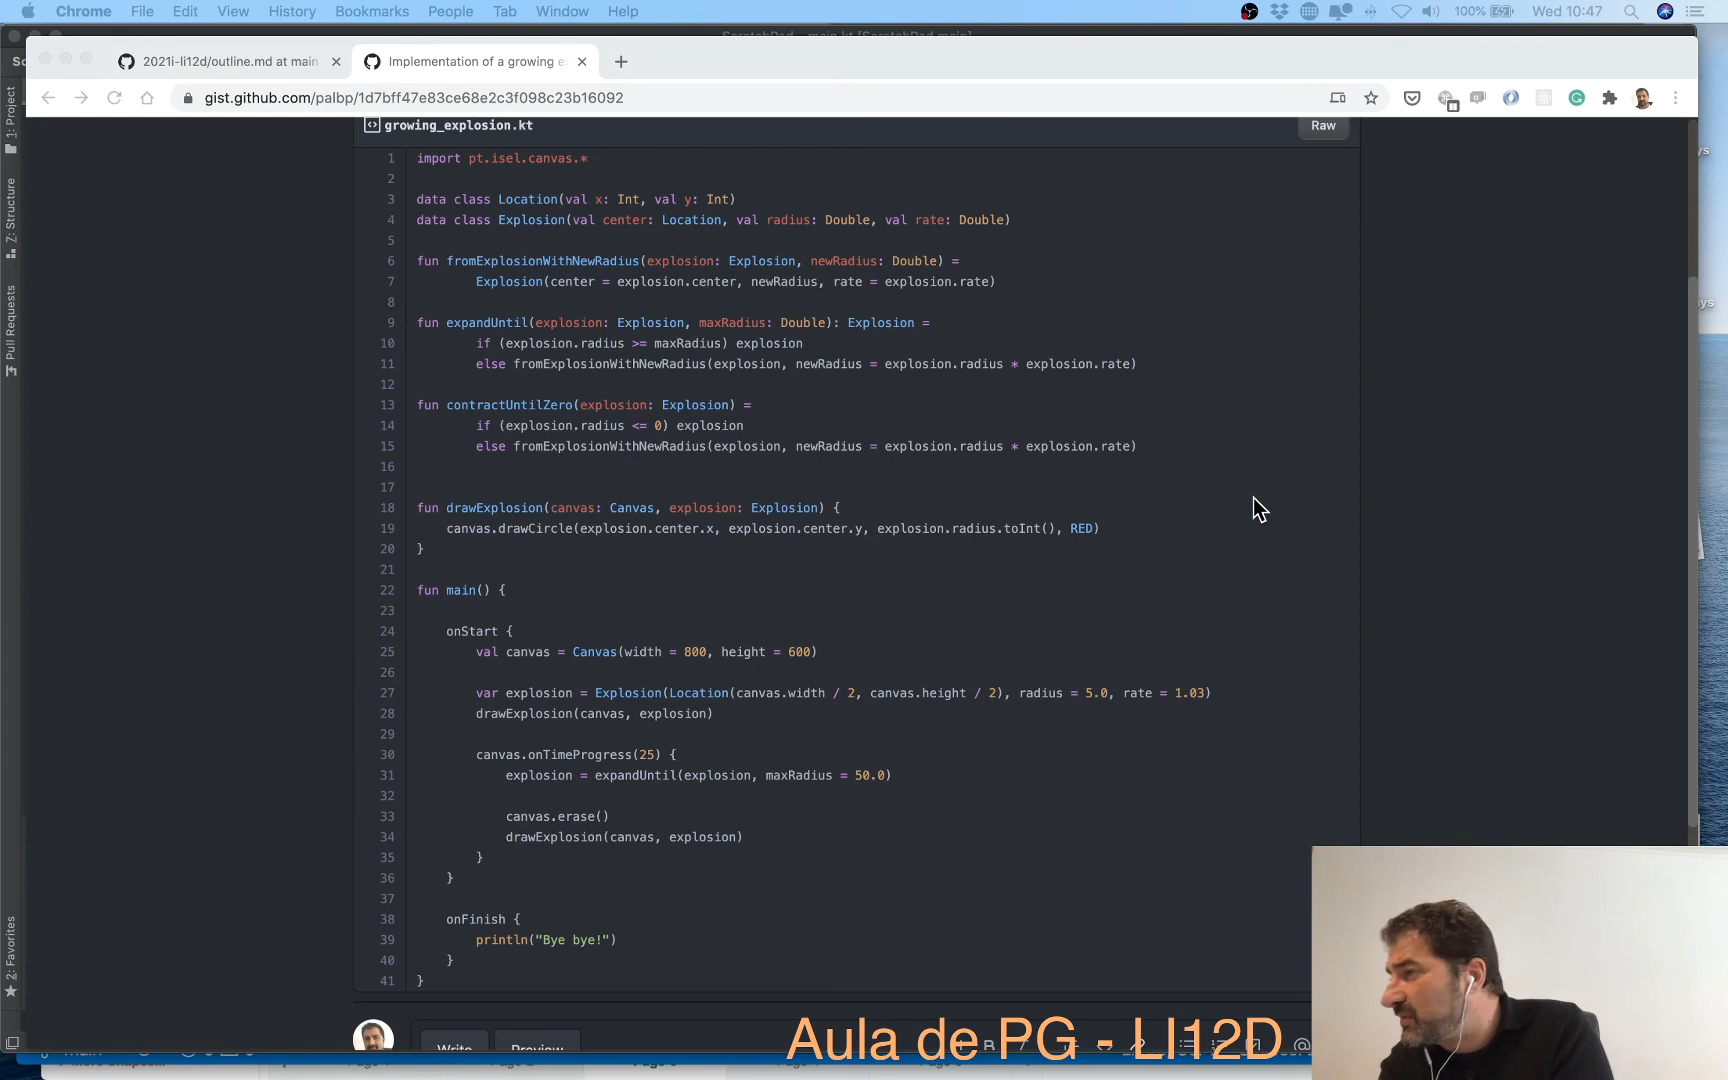 Chrome File Edit View History Bookmarks People Tab Window Help 100% Wed 10:47
ScratchPad – main.kt [ScratchPad.main]
2021i-li12d/outline.md at main
Implementation of a growing e
gist.github.com/palbp/1d7bff47e83ce68e2c3f098c23b16092
1: Project
7: Structure
Pull Requests
2: Favorites
growing_explosion.kt Raw
1 import pt.isel.canvas.*
2
3 data class Location(val x: Int, val y: Int)
4 data class Explosion(val center: Location, val radius: Double, val rate: Double)
5
6 fun fromExplosionWithNewRadius(explosion: Explosion, newRadius: Double) =
7 Explosion(center = explosion.center, newRadius, rate = explosion.rate)
8
9 fun expandUntil(explosion: Explosion, maxRadius: Double): Explosion =
10 if (explosion.radius >= maxRadius) explosion
11 else fromExplosionWithNewRadius(explosion, newRadius = explosion.radius * explosion.rate)
12
13 fun contractUntilZero(explosion: Explosion) =
14 if (explosion.radius <= 0) explosion
15 else fromExplosionWithNewRadius(explosion, newRadius = explosion.radius * explosion.rate)
16
17
18 fun drawExplosion(canvas: Canvas, explosion: Explosion) {
19 canvas.drawCircle(explosion.center.x, explosion.center.y, explosion.radius.toInt(), RED)
20 }
21
22 fun main() {
23
24 onStart {
25 val canvas = Canvas(width = 800, height = 600)
26
27 var explosion = Explosion(Location(canvas.width / 2, canvas.height / 2), radius = 5.0, rate = 1.03)
28 drawExplosion(canvas, explosion)
29
30 canvas.onTimeProgress(25) {
31 explosion = expandUntil(explosion, maxRadius = 50.0)
32
33 canvas.erase()
34 drawExplosion(canvas, explosion)
35 }
36 }
37
38 onFinish {
39 println("Bye bye!")
40 }
41 }
Write Preview
Aula de PG - LI12D